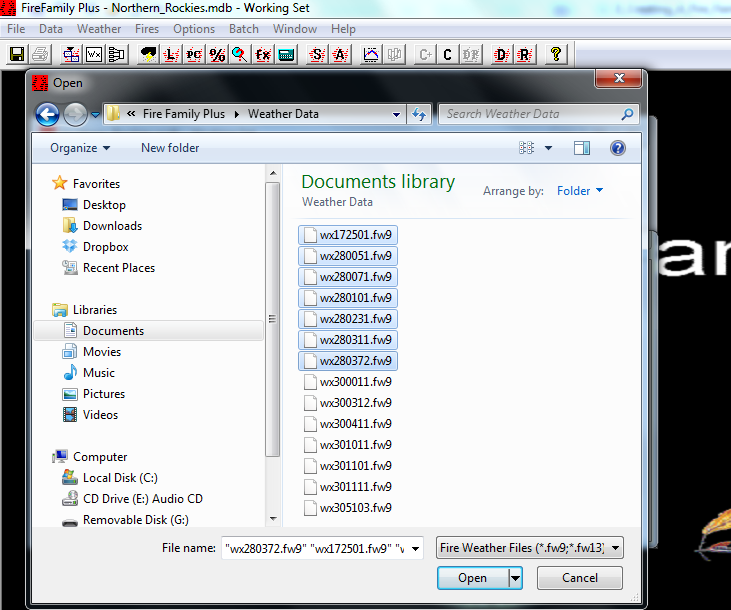 FireFamily Plus - Northern_Rockies.mdb - Working Set
File Data Weather Fires Options Batch Window Help
Wx L PC % fx S A C+ C DR D R ?
Open
« Fire Family Plus Weather Data Search Weather Data
Organize New folder
Favorites
Desktop
Downloads
Dropbox
Recent Places
Libraries
Documents
Movies
Music
Pictures
Videos
Computer
Local Disk (C:)
CD Drive (E:) Audio CD
Removable Disk (G:)
Documents library
Weather Data
Arrange by: Folder
wx172501.fw9
wx280051.fw9
wx280071.fw9
wx280101.fw9
wx280231.fw9
wx280311.fw9
wx280372.fw9
wx300011.fw9
wx300312.fw9
wx300411.fw9
wx301011.fw9
wx301101.fw9
wx301111.fw9
wx305103.fw9
ar
File name: "wx280372.fw9" "wx172501.fw9" "v Fire Weather Files (*.fw9;*.fw13)
Open Cancel